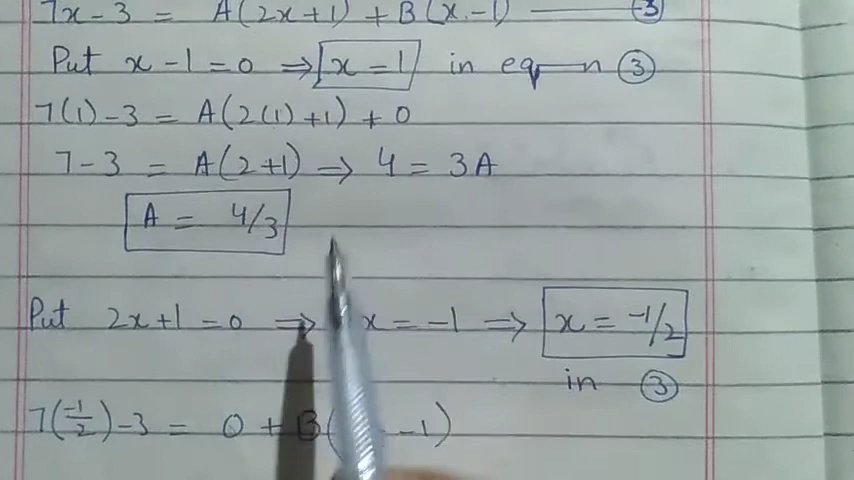 7x - 3 = A(2x+1) + B(x-1) ③
Put x - 1 = 0 ⇒ x = 1 in eqn ③
7(1) - 3 = A(2(1)+1) + 0
7 - 3 = A(2+1) ⇒ 4 = 3A
A = 4/3
Put 2x+1 = 0 ⇒ x = -1 ⇒ x = -1/2
in ③
7(-1/2) - 3 = 0 + B( -1)